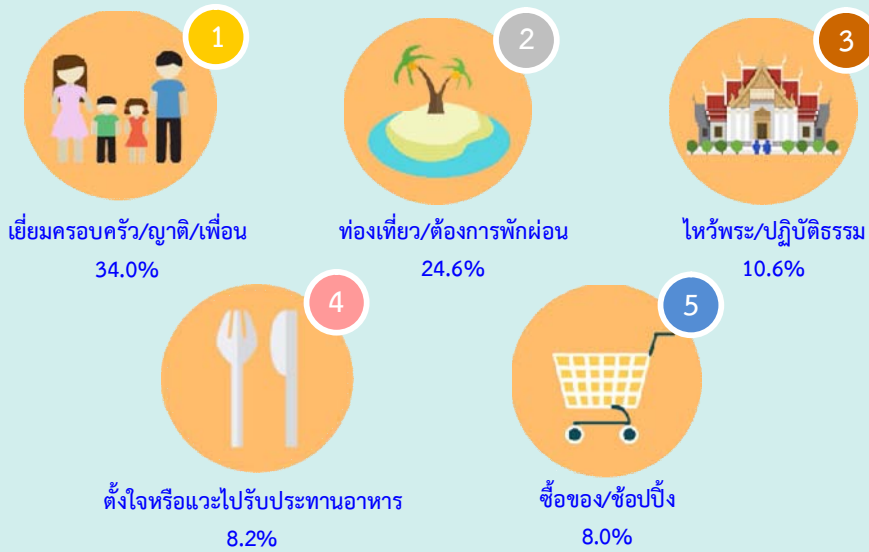 1
เยี่ยมครอบครัว/ญาติ/เพื่อน
34.0%
2
ท่องเที่ยว/ต้องการพักผ่อน
24.6%
3
ไหว้พระ/ปฏิบัติธรรม
10.6%
4
ตั้งใจหรือแวะไปรับประทานอาหาร
8.2%
5
ซื้อของ/ช้อปปิ้ง
8.0%